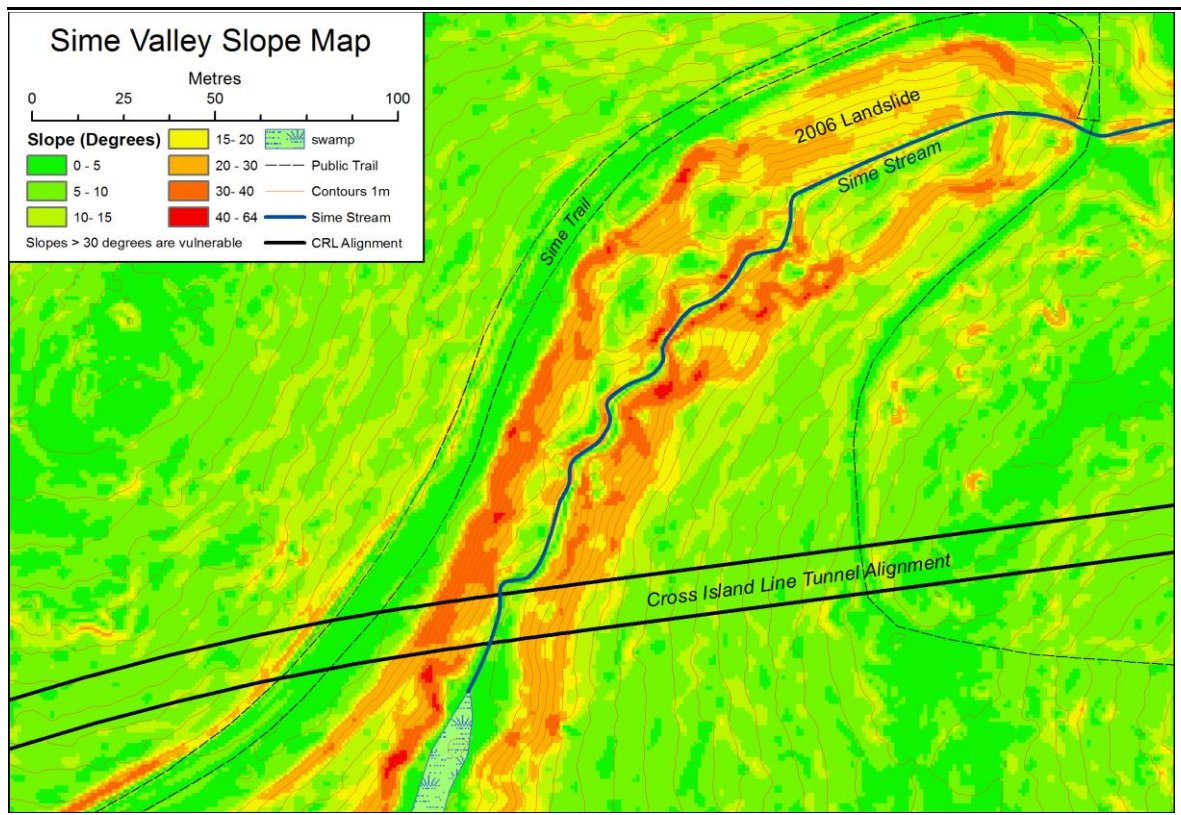 Sime Valley Slope Map
Metres
0 25 50 100
Slope (Degrees)
0 - 5
5 - 10
10- 15
15- 20
20 - 30
30- 40
40 - 64
swamp
Public Trail
Contours 1m
Sime Stream
CRL Alignment
Slopes > 30 degrees are vulnerable
2006 Landslide
Sime Stream
Sime Trail
Cross Island Line Tunnel Alignment